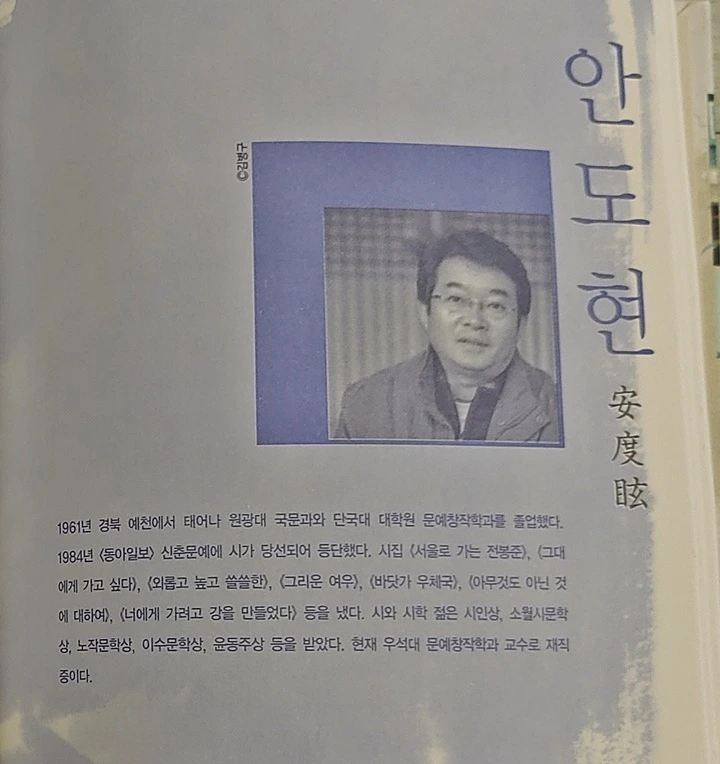 안도현
安度眩
©김병구
1961년 경북 예천에서 태어나 원광대 국문과와 단국대 대학원 문예창작학과를 졸업했다.
1984년 〈동아일보〉 신춘문예에 시가 당선되어 등단했다. 시집 〈서울로 가는 전봉준〉, 〈그대
에게 가고 싶다〉, 〈외롭고 높고 쓸쓸한〉, 〈그리운 여우〉, 〈바닷가 우체국〉, 〈아무것도 아닌 것
에 대하여〉, 〈너에게 가려고 강을 만들었다〉 등을 냈다. 시와 시학 젊은 시인상, 소월시문학
상, 노작문학상, 이수문학상, 윤동주상 등을 받았다. 현재 우석대 문예창작학과 교수로 재직
중이다.